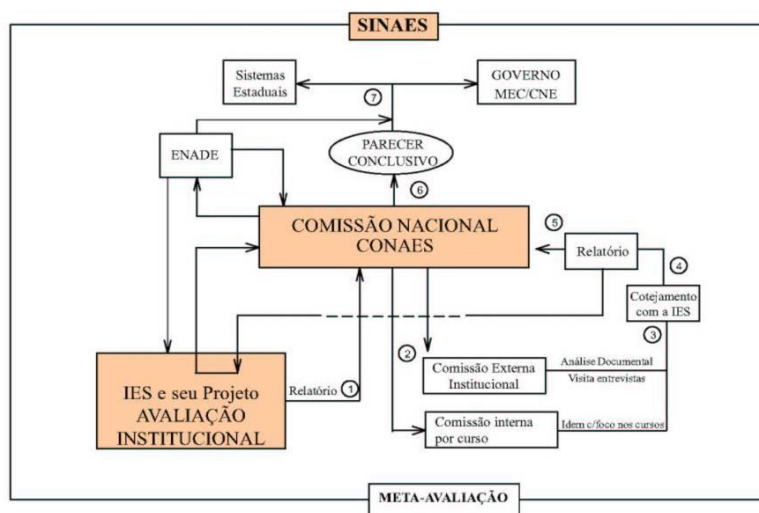 SINAES
Sistemas
Estaduais
GOVERNO
MEC/CNE
7
PARECER
CONCLUSIVO
ENADE
6
COMISSÃO NACIONAL
CONAES
5
Relatório
4
Cotejamento
com a IES
3
2
Comissão Externa
Institucional
Análise Documental
Visita entrevistas
IES e seu Projeto
AVALIAÇÃO
INSTITUCIONAL
Relatório 1
Comissão interna
por curso
Idem c/foco nos cursos
META-AVALIAÇÃO